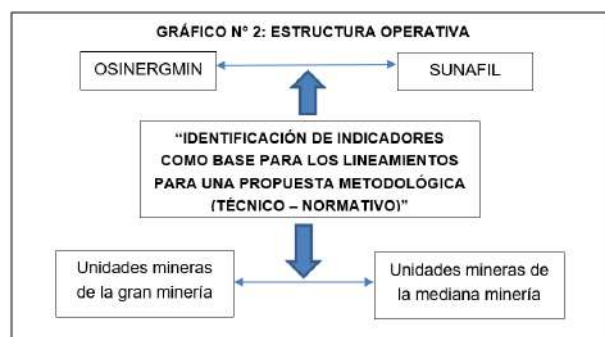 GRÁFICO N° 2: ESTRUCTURA OPERATIVA
OSINERGMIN
SUNAFIL
“IDENTIFICACIÓN DE INDICADORES
COMO BASE PARA LOS LINEAMIENTOS
PARA UNA PROPUESTA METODOLÓGICA
(TÉCNICO – NORMATIVO)”
Unidades mineras
de la gran minería
Unidades mineras de
la mediana minería